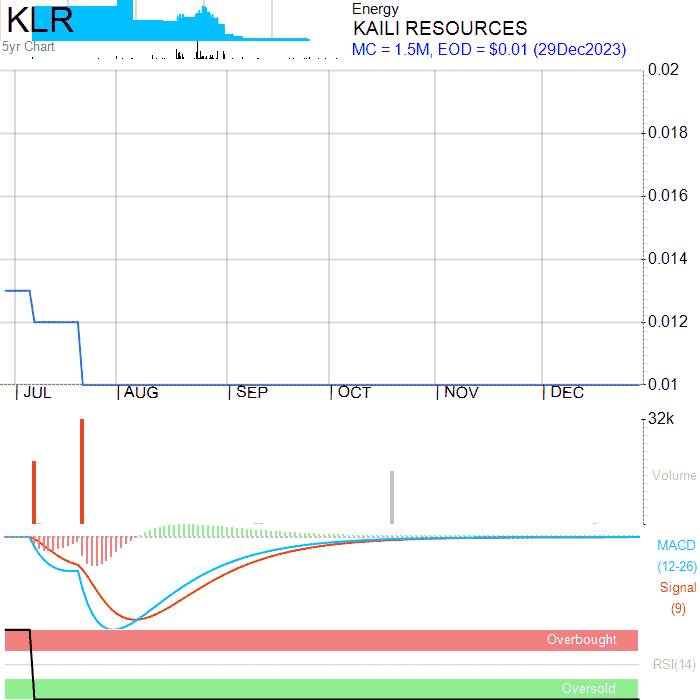 KLR
5yr Chart
Energy
KAILI RESOURCES
MC = 1.5M, EOD = $0.01 (29Dec2023)
0.02
0.018
0.016
0.014
0.012
0.01
JUL AUG SEP OCT NOV DEC
32k
Volume
MACD
(12-26)
Signal
(9)
Overbought
RSI(14)
Oversold